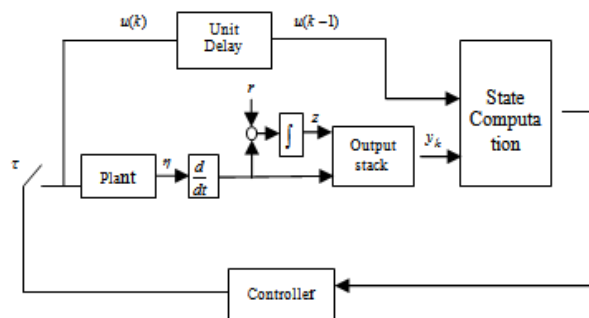 u(k)
Unit
Delay
u(k-1)
r
∫
z
State
Computa
tion
Output
stack
y_k
τ
Plant
η
d
dt
Controller